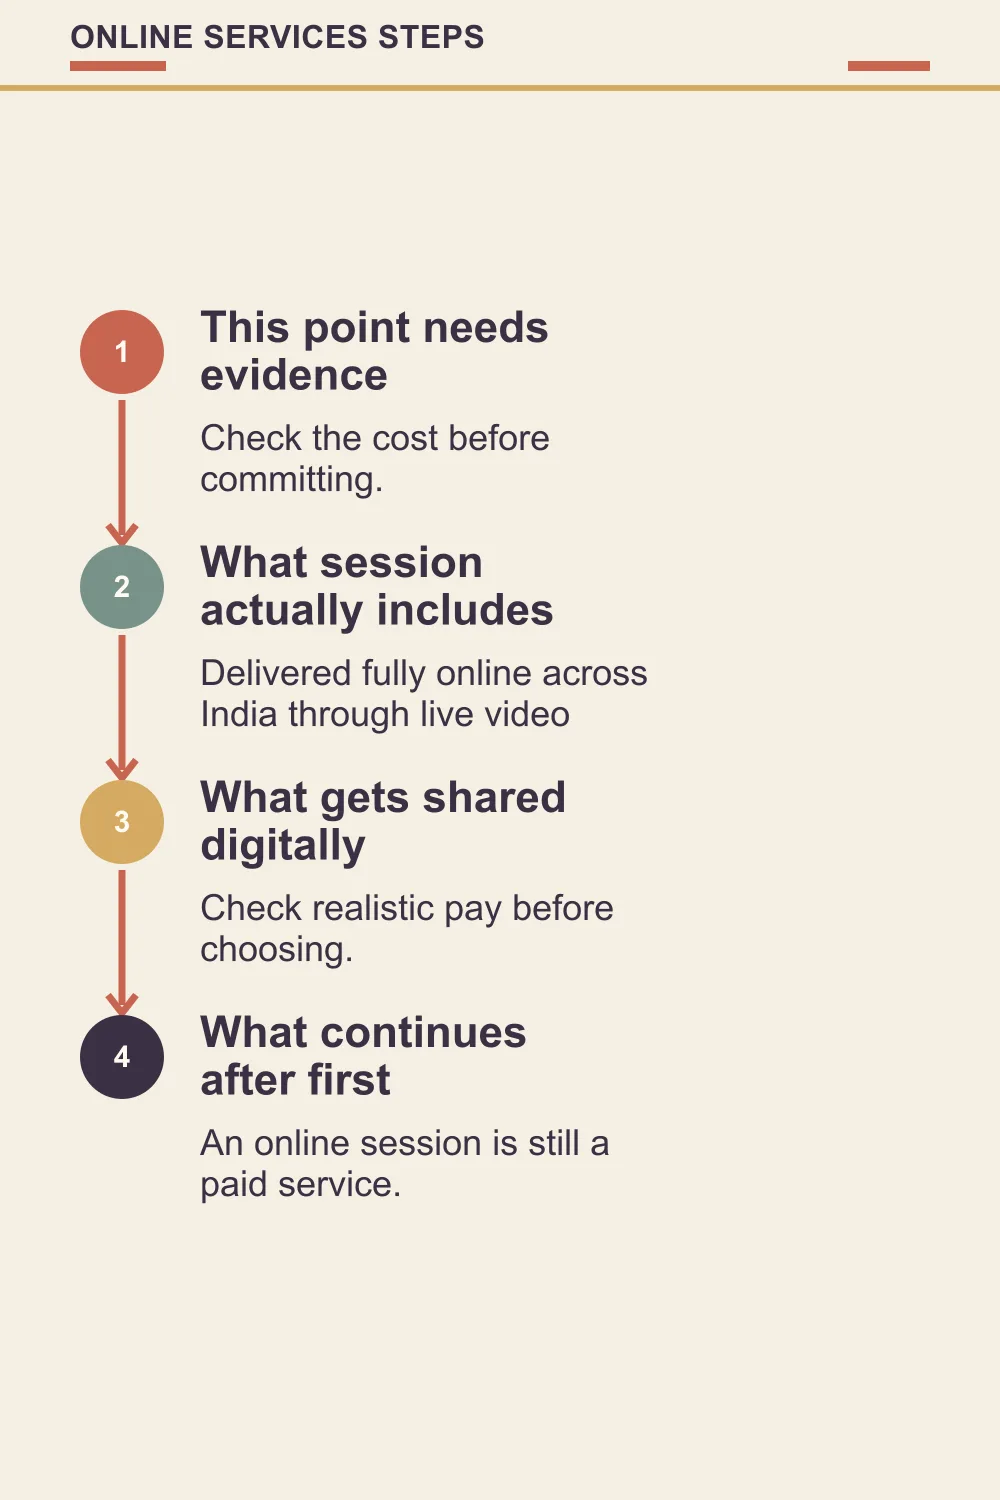 ONLINE SERVICES STEPS
1
This point needs
evidence
Check the cost before
committing.
2
What session
actually includes
Delivered fully online across
India through live video
3
What gets shared
digitally
Check realistic pay before
choosing.
4
What continues
after first
An online session is still a
paid service.